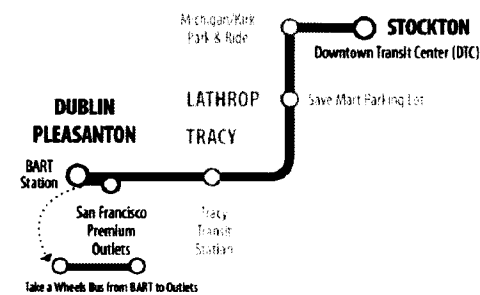 Michigan/Kirk
Park & Ride
STOCKTON
Downtown Transit Center (DTC)
LATHROP
Save Mart Parking Lot
DUBLIN
PLEASANTON
TRACY
BART
Station
San Francisco
Premium
Outlets
Tracy
Transit
Station
Take a Wheels Bus from BART to Outlets